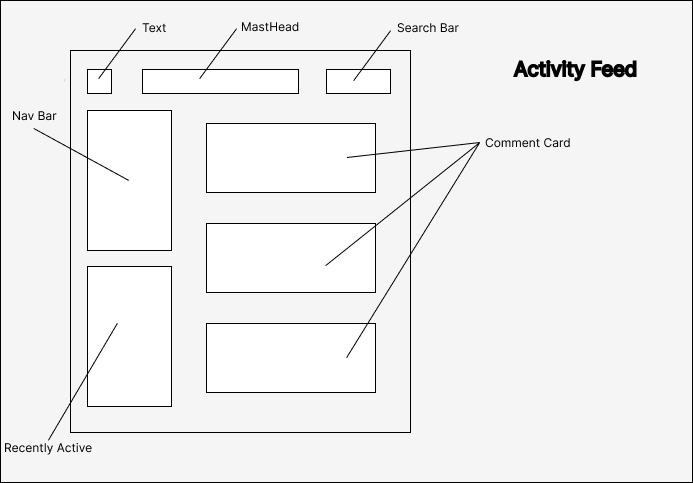 Text
MastHead
Search Bar
Activity Feed
Nav Bar
Comment Card
Recently Active